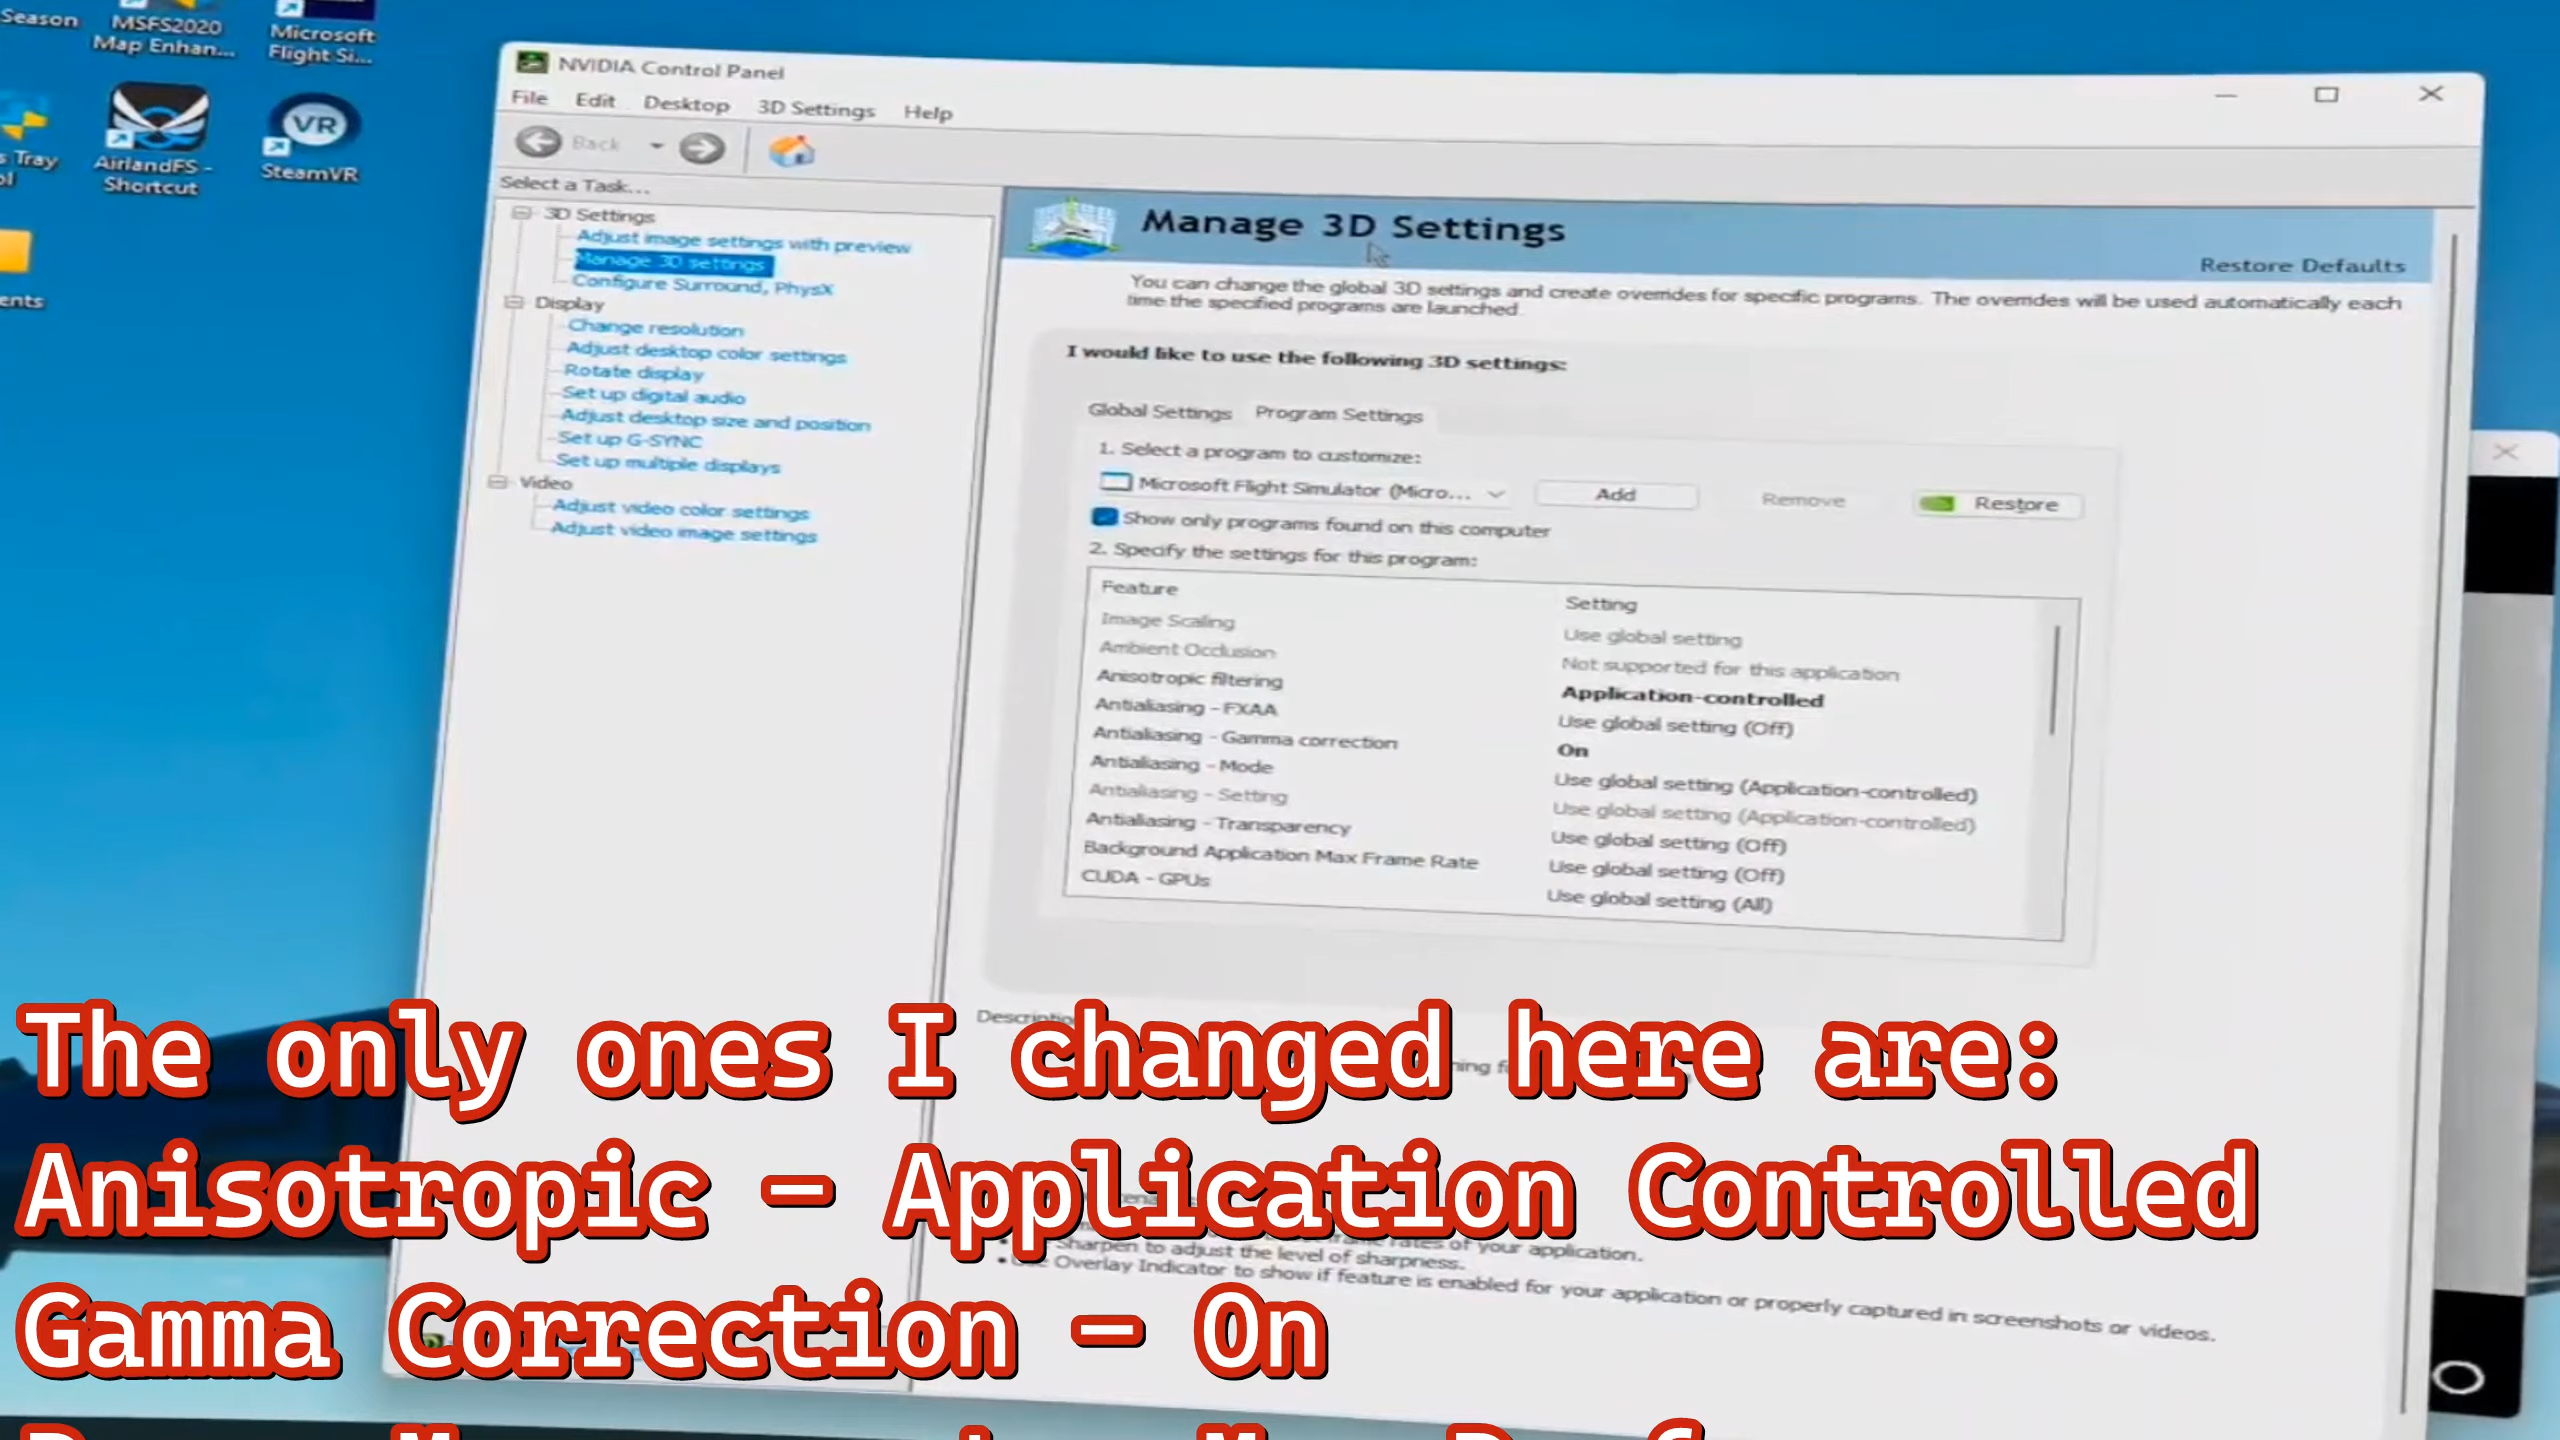 Season
MSFS2020
Map Enhan...
Microsoft
Flight Si...
s Tray
ol
AirlandFS -
Shortcut
VR
SteamVR
ents
NVIDIA Control Panel
File Edit Desktop 3D Settings Help
Back
Select a Task...
3D Settings
Adjust image settings with preview
Manage 3D settings
Configure Surround, PhysX
Display
Change resolution
Adjust desktop color settings
Rotate display
Set up digital audio
Adjust desktop size and position
Set up G-SYNC
Set up multiple displays
Video
Adjust video color settings
Adjust video image settings
Manage 3D Settings
Restore Defaults
You can change the global 3D settings and create overrides for specific programs. The overrides will be used automatically each
time the specified programs are launched.
I would like to use the following 3D settings:
Global Settings Program Settings
1. Select a program to customize:
Microsoft Flight Simulator (Micro... Add Remove Restore
Show only programs found on this computer
2. Specify the settings for this program:
Feature Setting
Image Scaling Use global setting
Ambient Occlusion Not supported for this application
Anisotropic filtering Application-controlled
Antialiasing - FXAA Use global setting (Off)
Antialiasing - Gamma correction On
Antialiasing - Mode Use global setting (Application-controlled)
Antialiasing - Setting Use global setting (Application-controlled)
Antialiasing - Transparency Use global setting (Off)
Background Application Max Frame Rate Use global setting (Off)
CUDA - GPUs Use global setting (All)
The only ones I changed here are:
Anisotropic - Application Controlled
Sharpen to adjust the level of sharpness.
Overlay Indicator to show if feature is enabled for your application or properly captured in screenshots or videos.
Gamma Correction - On